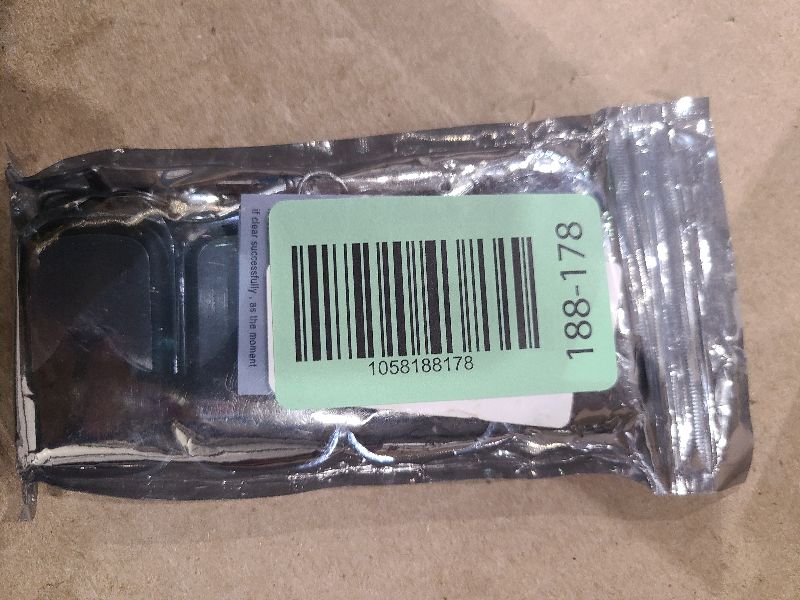 if clear successfully , as the moment
1058188178
188-178